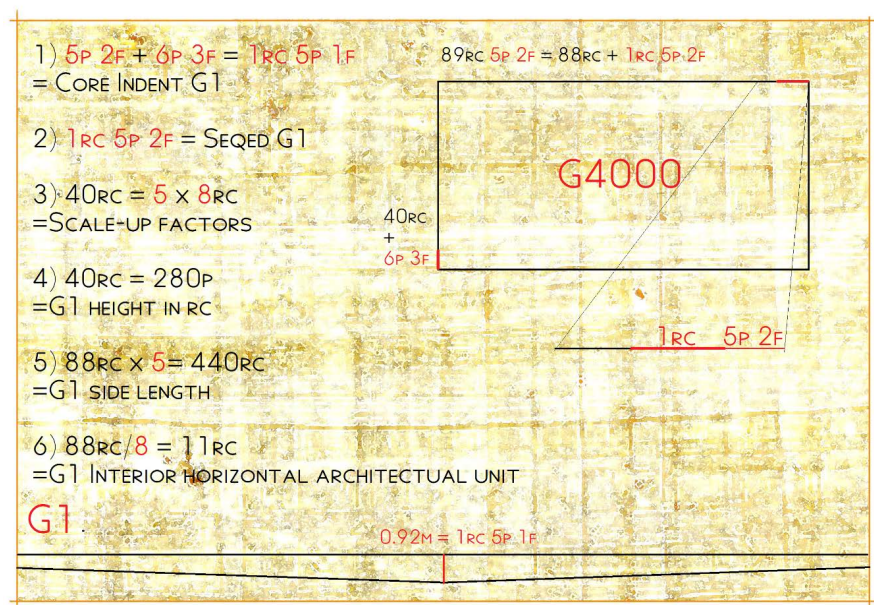 1) 5P 2F + 6P 3F = 1RC 5P 1F
= CORE INDENT G1
2) 1RC 5P 2F = SEQED G1
3) 40RC = 5 X 8RC
=SCALE-UP FACTORS
4) 40RC = 280P
=G1 HEIGHT IN RC
5) 88RC X 5= 440RC
=G1 SIDE LENGTH
6) 88RC/8 = 11RC
=G1 INTERIOR HORIZONTAL ARCHITECTUAL UNIT
89RC 5P 2F = 88RC + 1RC 5P 2F
G4000
40RC
+
6P 3F
1RC 5P 2F
G1.
0.92M = 1RC 5P 1F